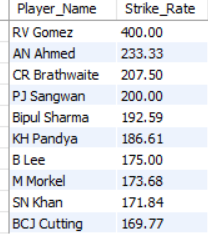 Player_Name Strike_Rate
RV Gomez 400.00
AN Ahmed 233.33
CR Brathwaite 207.50
PJ Sangwan 200.00
Bipul Sharma 192.59
KH Pandya 186.61
B Lee 175.00
M Morkel 173.68
SN Khan 171.84
BCJ Cutting 169.77